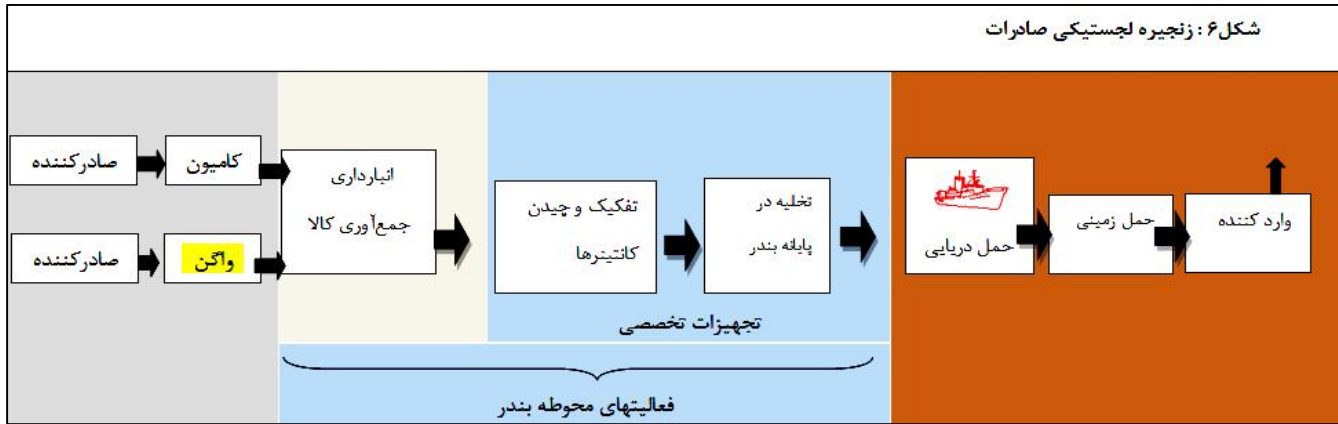 شکل۶ : زنجیره لجستیکی صادرات
صادرکننده
کامیون
صادرکننده
واگن
انبارداری
جمع‌آوری کالا
تفکیک و چیدن
کانتینرها
تخلیه در
پایانه بندر
تجهیزات تخصصی
فعالیتهای محوطه بندر
حمل دریایی
حمل زمینی
وارد کننده